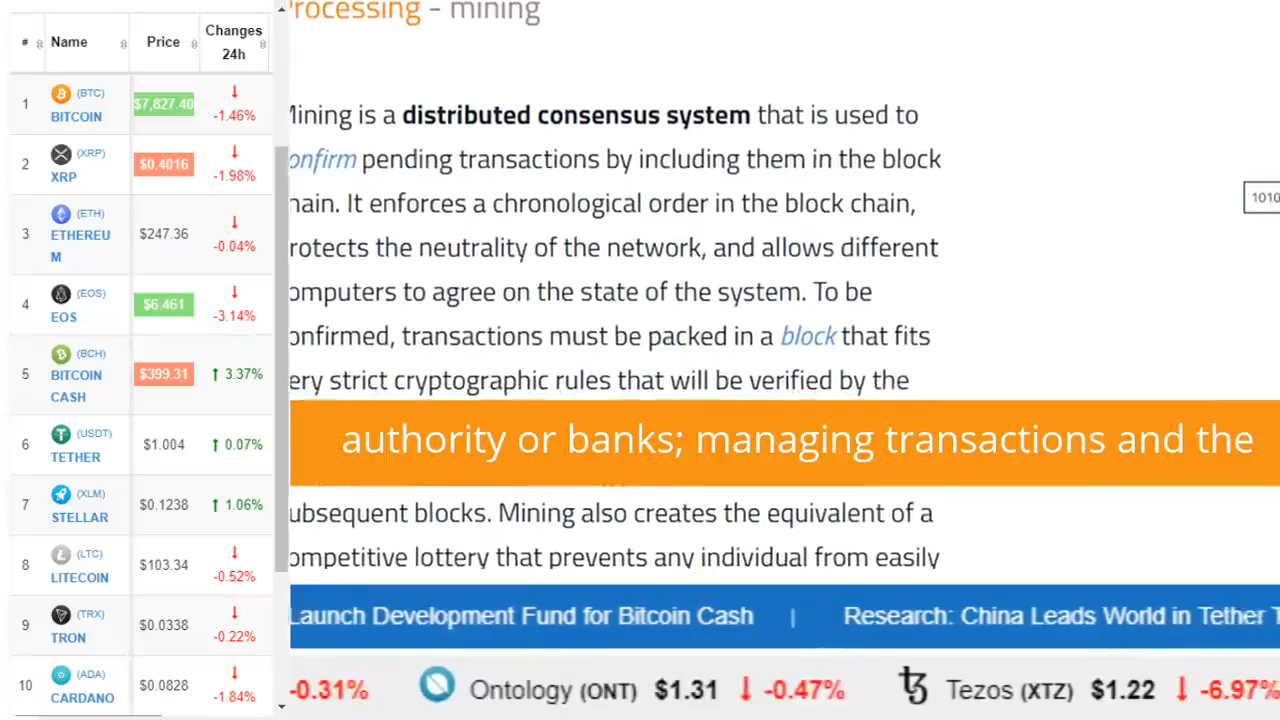 # Name Price Changes 24h
1 (BTC) BITCOIN $7,827.40 ↓ -1.46%
2 (XRP) XRP $0.4016 ↓ -1.98%
3 (ETH) ETHEREU M $247.36 ↓ -0.04%
4 (EOS) EOS $6.461 ↓ -3.14%
5 (BCH) BITCOIN CASH $399.31 ↑ 3.37%
6 (USDT) TETHER $1.004 ↑ 0.07%
7 (XLM) STELLAR $0.1238 ↑ 1.06%
8 (LTC) LITECOIN $103.34 ↓ -0.52%
9 (TRX) TRON $0.0338 ↓ -0.22%
10 (ADA) CARDANO $0.0828 ↓ -1.84%
rocessing - mining
ining is a distributed consensus system that is used to
onfirm pending transactions by including them in the block
hain. It enforces a chronological order in the block chain,
rotects the neutrality of the network, and allows different
omputers to agree on the state of the system. To be
onfirmed, transactions must be packed in a block that fits
ery strict cryptographic rules that will be verified by the
authority or banks; managing transactions and the
ubsequent blocks. Mining also creates the equivalent of a
ompetitive lottery that prevents any individual from easily
1010
Launch Development Fund for Bitcoin Cash | Research: China Leads World in Tether T
-0.31% Ontology (ONT) $1.31 ↓ -0.47% Tezos (XTZ) $1.22 ↓ -6.97%